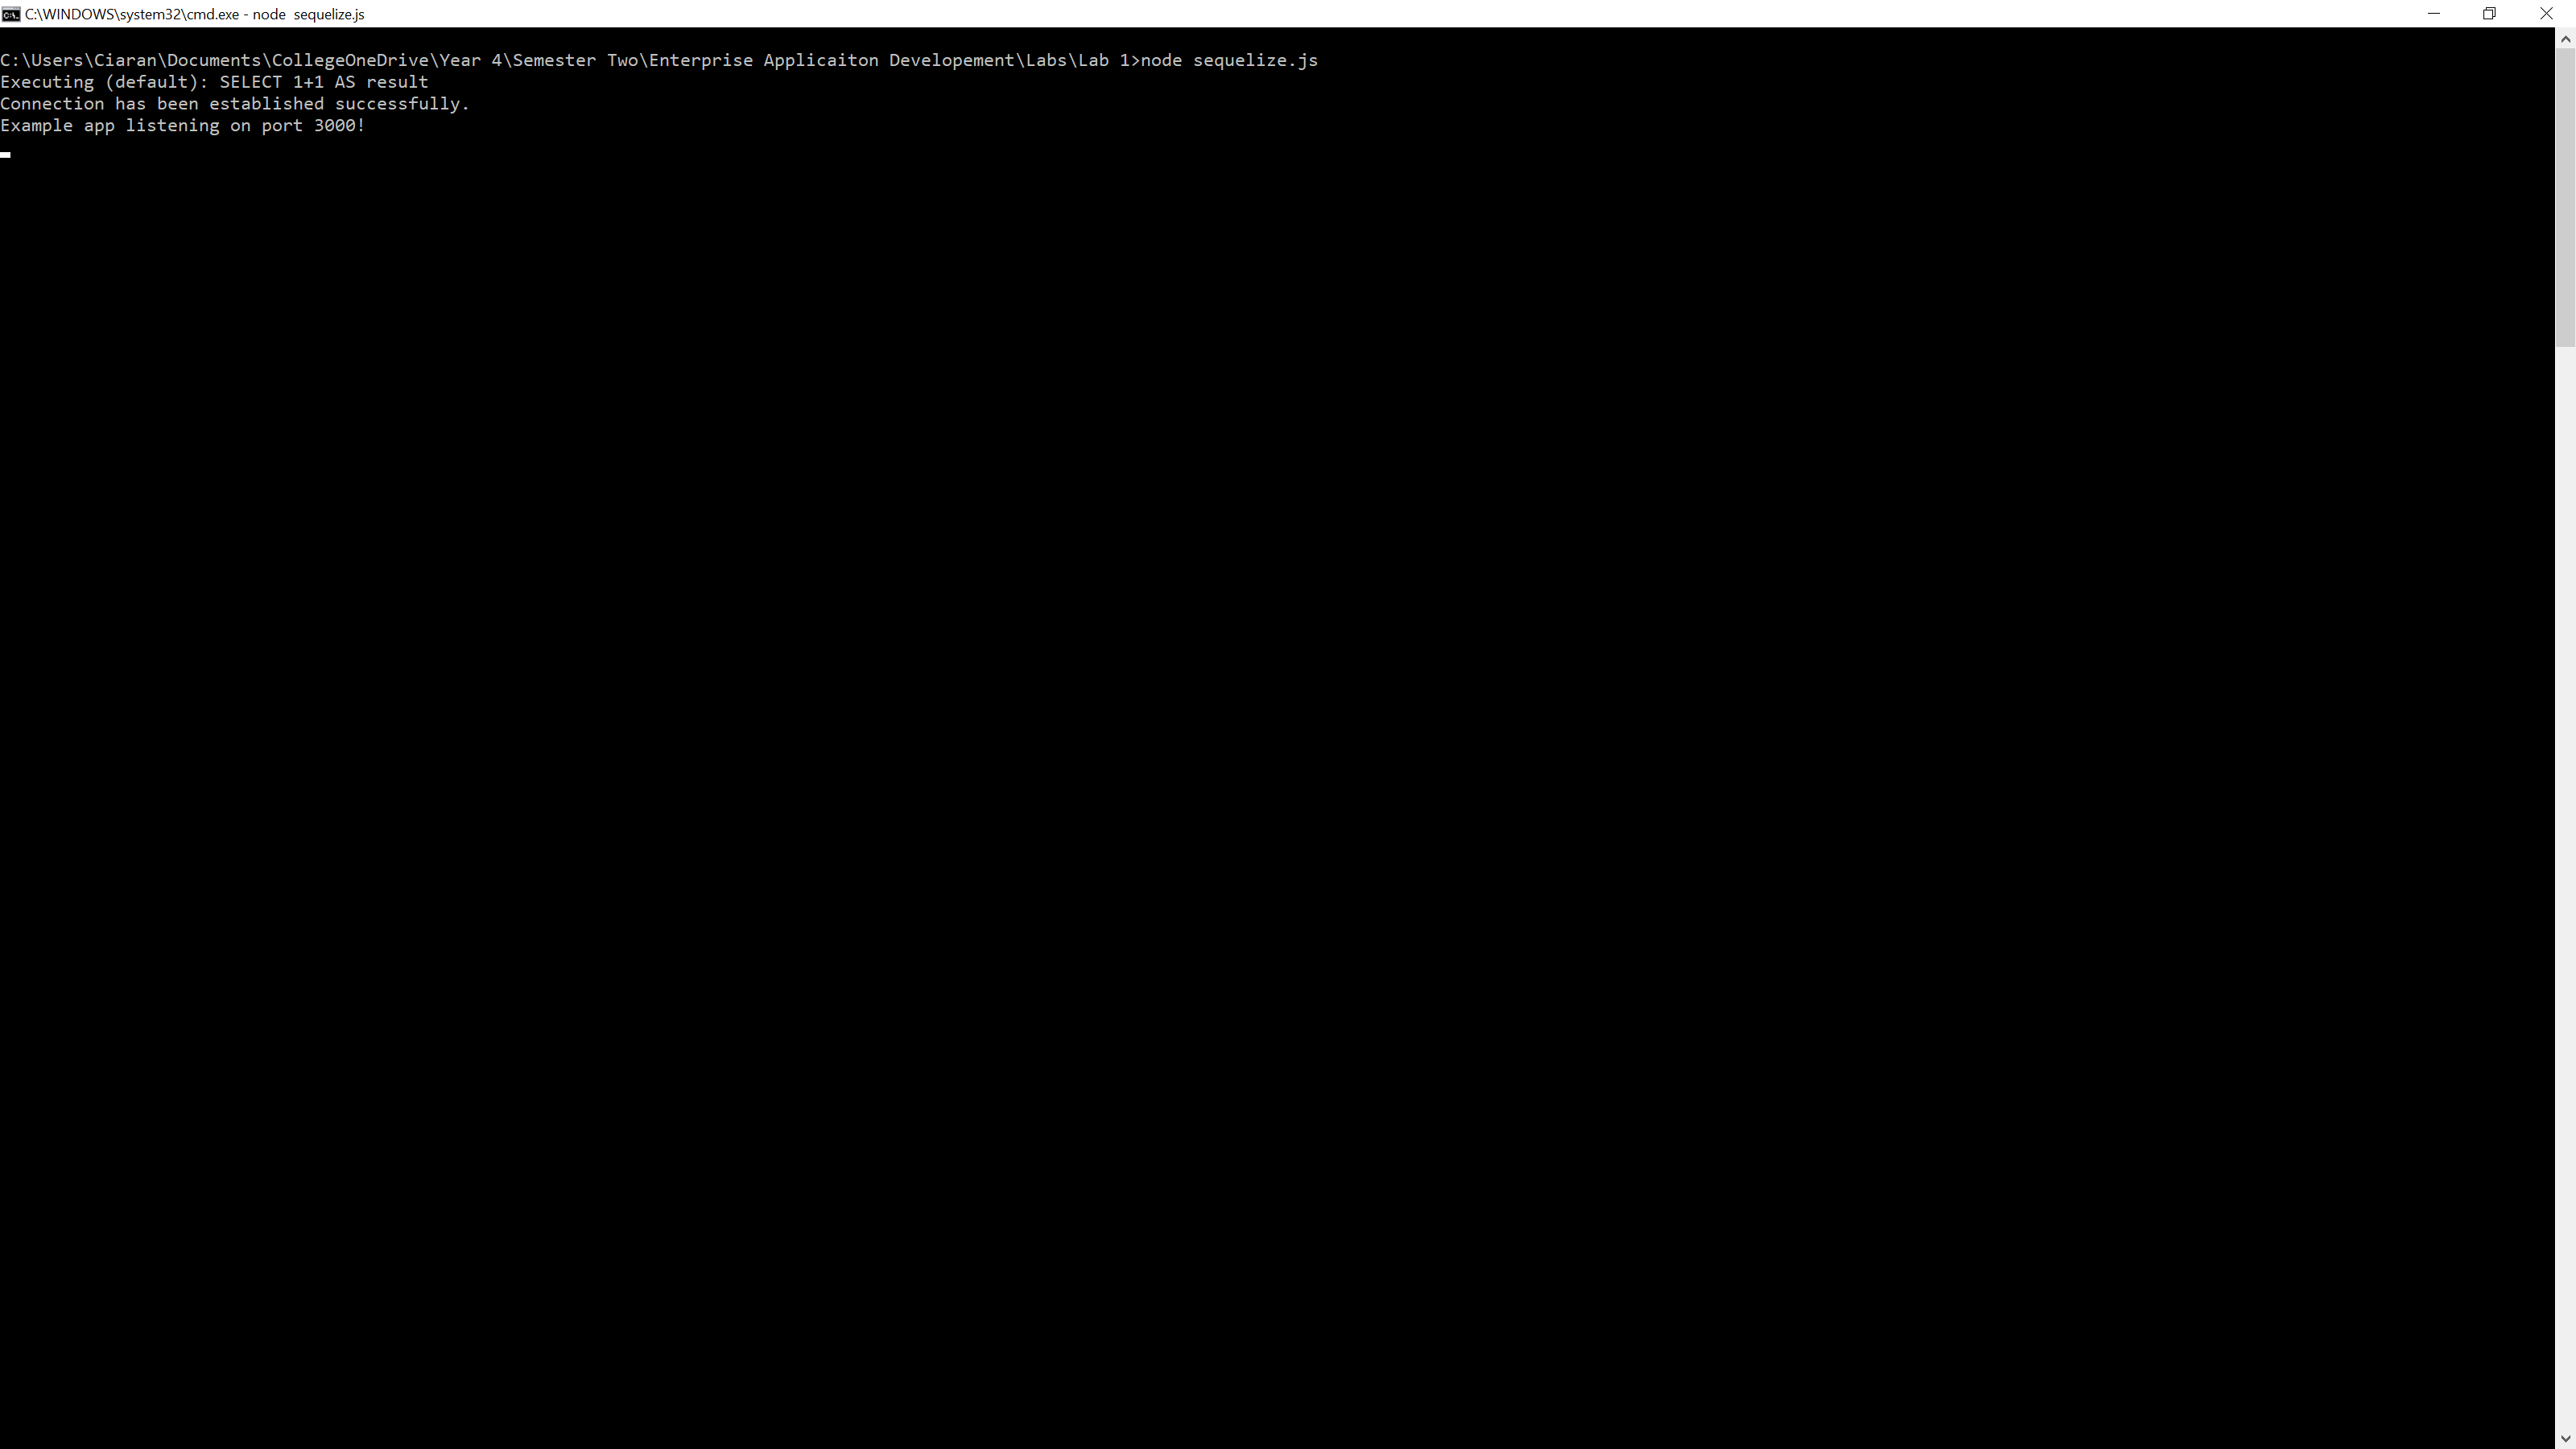 C:\WINDOWS\system32\cmd.exe - node  sequelize.js
C:\Users\Ciaran\Documents\CollegeOneDrive\Year 4\Semester Two\Enterprise Applicaiton Developement\Labs\Lab 1>node sequelize.js
Executing (default): SELECT 1+1 AS result
Connection has been established successfully.
Example app listening on port 3000!